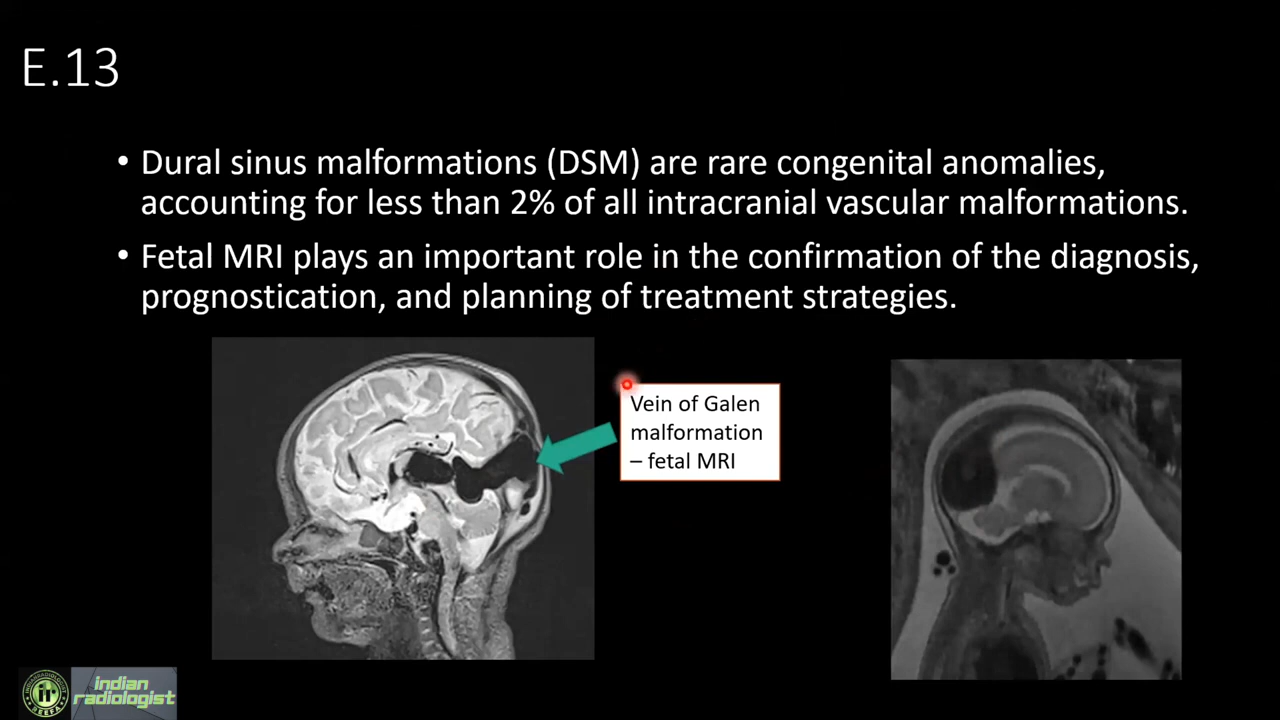 E.13
• Dural sinus malformations (DSM) are rare congenital anomalies,
accounting for less than 2% of all intracranial vascular malformations.
• Fetal MRI plays an important role in the confirmation of the diagnosis,
prognostication, and planning of treatment strategies.
Vein of Galen
malformation
– fetal MRI
ir
indian
radiologist